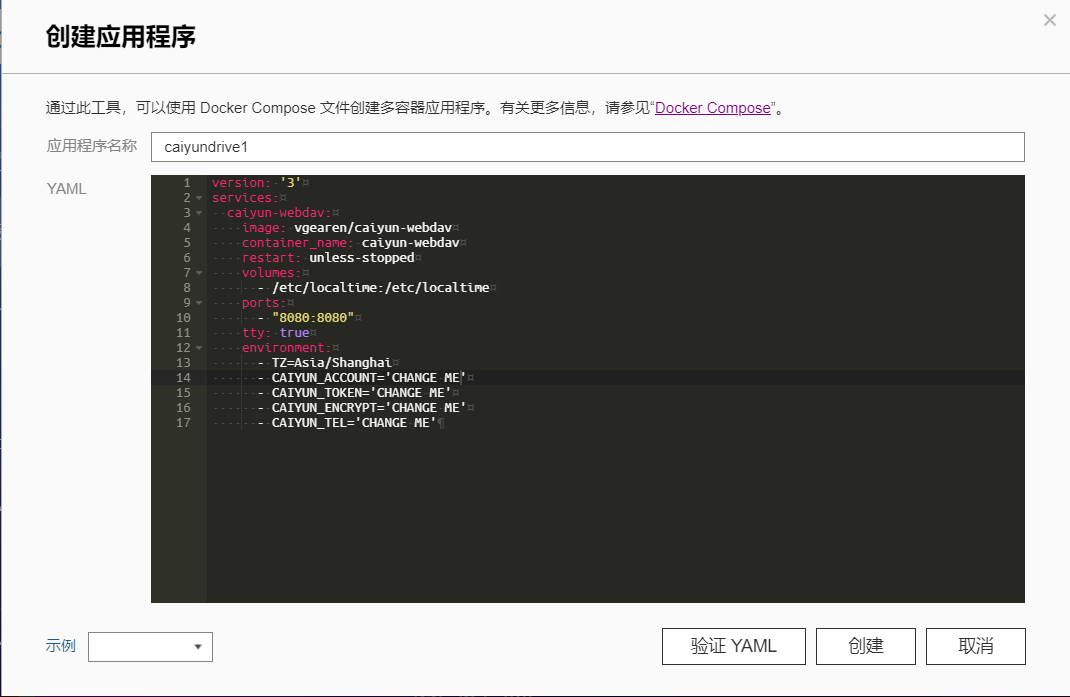 创建应用程序
×
通过此工具，可以使用 Docker Compose 文件创建多容器应用程序。有关更多信息，请参见“Docker Compose”。
应用程序名称 caiyundrive1
YAML
1 version: '3'
2 services:
3   caiyun-webdav:
4     image: vgearen/caiyun-webdav
5     container_name: caiyun-webdav
6     restart: unless-stopped
7     volumes:
8       - /etc/localtime:/etc/localtime
9     ports:
10       - "8080:8080"
11     tty: true
12     environment:
13       - TZ=Asia/Shanghai
14       - CAIYUN_ACCOUNT='CHANGE ME'
15       - CAIYUN_TOKEN='CHANGE ME'
16       - CAIYUN_ENCRYPT='CHANGE ME'
17       - CAIYUN_TEL='CHANGE ME'
示例 验证 YAML 创建 取消